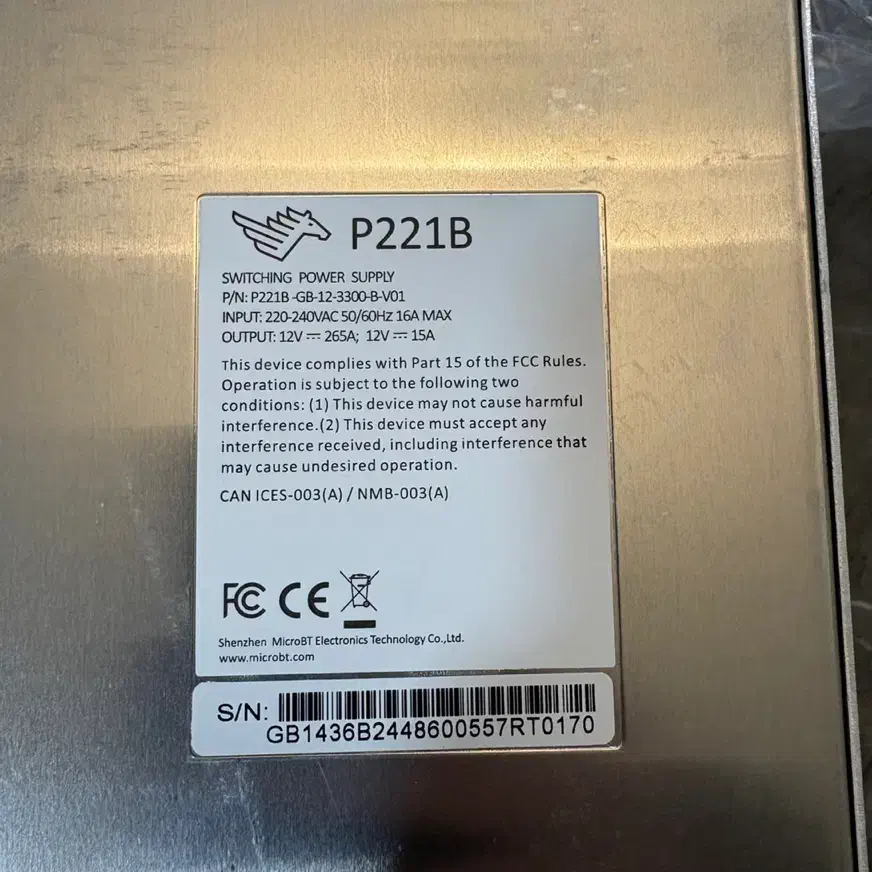 P221B
SWITCHING POWER SUPPLY
P/N: P221B-GB-12-3300-B-V01
INPUT: 220-240VAC 50/60Hz 16A MAX
OUTPUT: 12V⎓265A; 12V⎓15A
This device complies with Part 15 of the FCC Rules.
Operation is subject to the following two
conditions: (1) This device may not cause harmful
interference.(2) This device must accept any
interference received, including interference that
may cause undesired operation.
CAN ICES-003(A) / NMB-003(A)
FC CE
Shenzhen MicroBT Electronics Technology Co.,Ltd.
www.microbt.com
S/N:
GB1436B2448600557RT0170